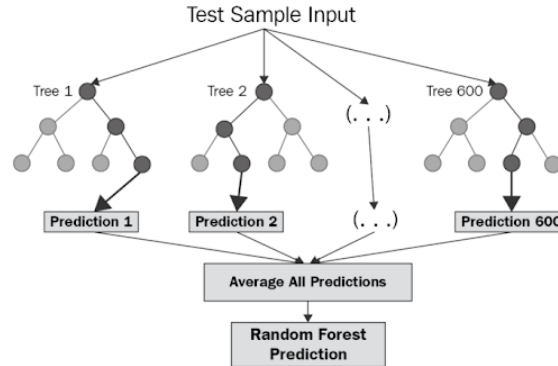 Test Sample Input
Tree 1
Tree 2
Tree 600
(. . .)
Prediction 1
Prediction 2
(. . .)
Prediction 600
Average All Predictions
Random Forest
Prediction